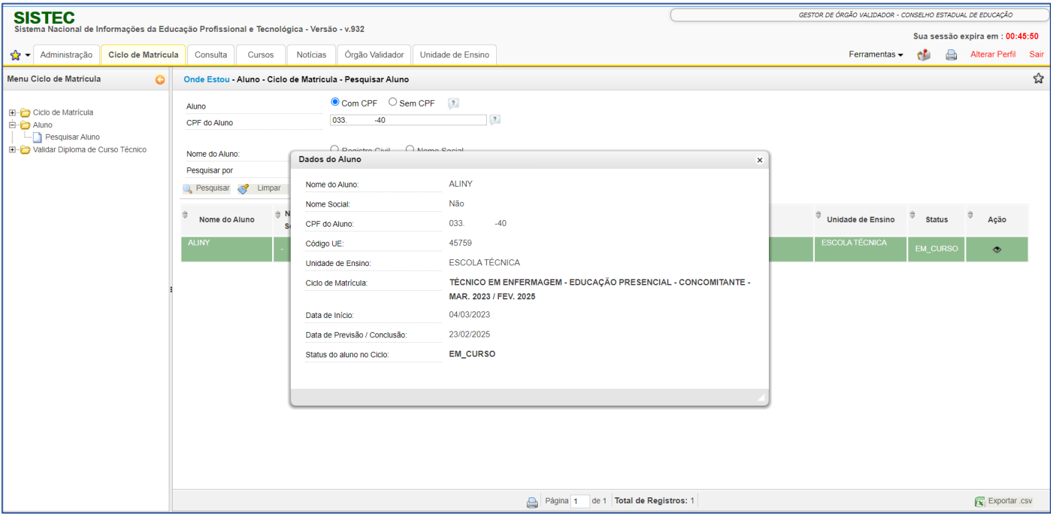 SISTEC
GESTOR DE ÓRGÃO VALIDADOR - CONSELHO ESTADUAL DE EDUCAÇÃO
Sistema Nacional de Informações da Educação Profissional e Tecnológica - Versão - v.932
Sua sessão expira em : 00:45:50
Administração Ciclo de Matrícula Consulta Cursos Notícias Órgão Validador Unidade de Ensino Ferramentas Alterar Perfil Sair
Menu Ciclo de Matrícula
Onde Estou - Aluno - Ciclo de Matricula - Pesquisar Aluno
Ciclo de Matrícula
Aluno
Pesquisar Aluno
Validar Diploma de Curso Técnico
Aluno Com CPF Sem CPF
CPF do Aluno 033. -40
Nome do Aluno: Registro Civil Nome Social
Pesquisar por
Pesquisar Limpar
Nome do Aluno Unidade de Ensino Status Ação
ALINY - ESCOLA TÉCNICA EM_CURSO
Dados do Aluno
Nome do Aluno: ALINY
Nome Social: Não
CPF do Aluno: 033. -40
Código UE: 45759
Unidade de Ensino: ESCOLA TÉCNICA
Ciclo de Matrícula: TÉCNICO EM ENFERMAGEM - EDUCAÇÃO PRESENCIAL - CONCOMITANTE -
MAR. 2023 / FEV. 2025
Data de Início: 04/03/2023
Data de Previsão / Conclusão: 23/02/2025
Status do aluno no Ciclo: EM_CURSO
Página 1 de 1 Total de Registros: 1
Exportar .csv